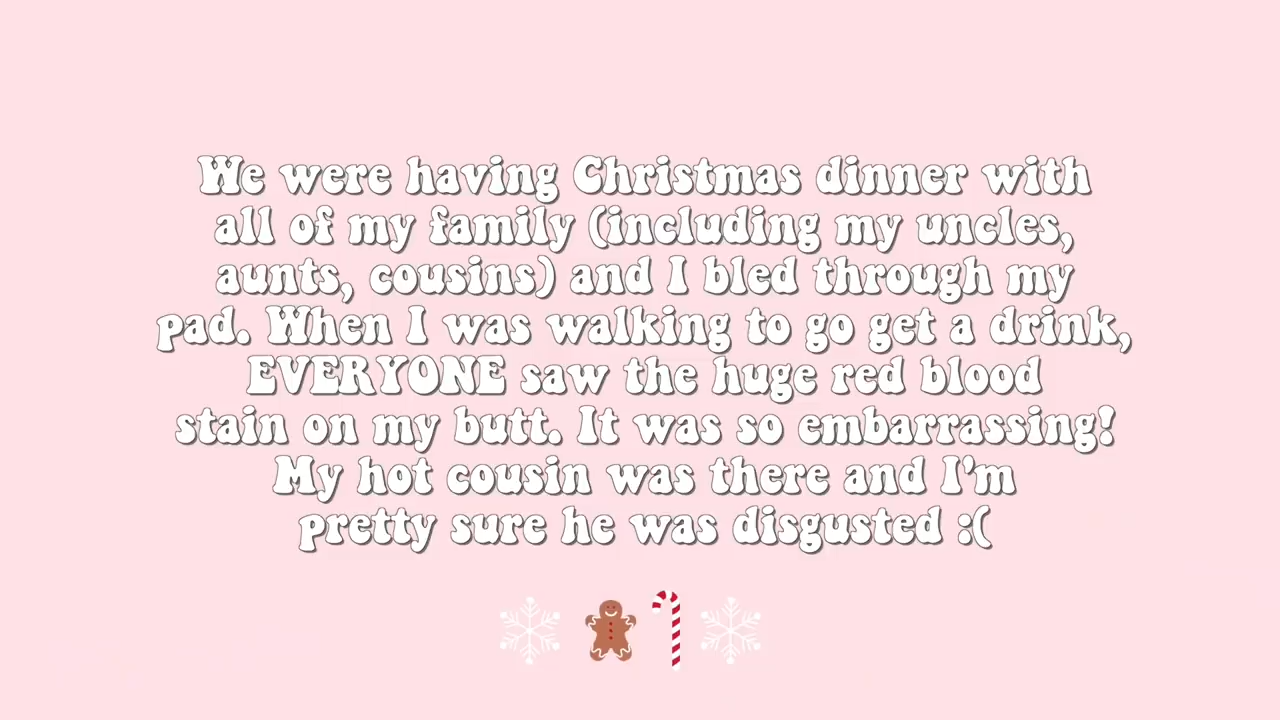 We were having Christmas dinner with
all of my family (including my uncles,
aunts, cousins) and I bled through my
pad. When I was walking to go get a drink,
EVERYONE saw the huge red blood
stain on my butt. It was so embarrassing!
My hot cousin was there and I'm
pretty sure he was disgusted :(